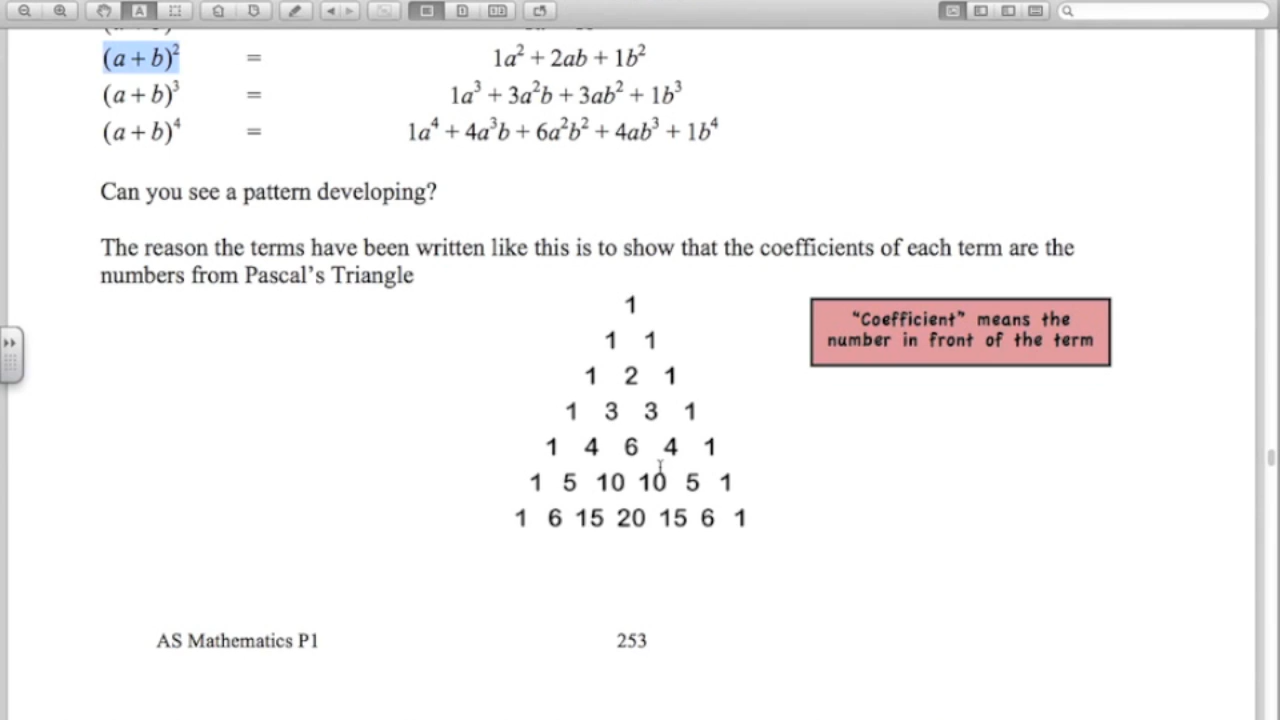 (a + b)² = 1a² + 2ab + 1b²
(a + b)³ = 1a³ + 3a²b + 3ab² + 1b³
(a + b)⁴ = 1a⁴ + 4a³b + 6a²b² + 4ab³ + 1b⁴
Can you see a pattern developing?
The reason the terms have been written like this is to show that the coefficients of each term are the
numbers from Pascal's Triangle
1
1 1
1 2 1
1 3 3 1
1 4 6 4 1
1 5 10 10 5 1
1 6 15 20 15 6 1
"Coefficient" means the
number in front of the term
AS Mathematics P1 253